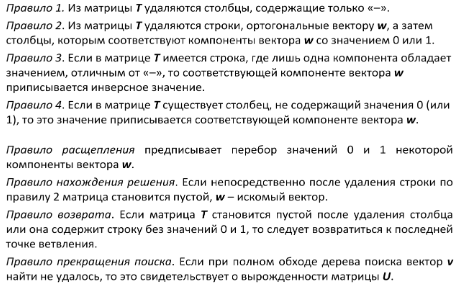 Правило 1. Из матрицы T удаляются столбцы, содержащие только «–».
Правило 2. Из матрицы T удаляются строки, ортогональные вектору w, а затем
столбцы, которым соответствуют компоненты вектора w со значением 0 или 1.
Правило 3. Если в матрице T имеется строка, где лишь одна компонента обладает
значением, отличным от «–», то соответствующей компоненте вектора w
приписывается инверсное значение.
Правило 4. Если в матрице T существует столбец, не содержащий значения 0 (или
1), то это значение приписывается соответствующей компоненте вектора w.
Правило расщепления предписывает перебор значений 0 и 1 некоторой
компоненты вектора w.
Правило нахождения решения. Если непосредственно после удаления строки по
правилу 2 матрица становится пустой, w – искомый вектор.
Правило возврата. Если матрица T становится пустой после удаления столбца
или она содержит строку без значений 0 и 1, то следует возвратиться к последней
точке ветвления.
Правило прекращения поиска. Если при полном обходе дерева поиска вектор v
найти не удалось, то это свидетельствует о вырожденности матрицы U.